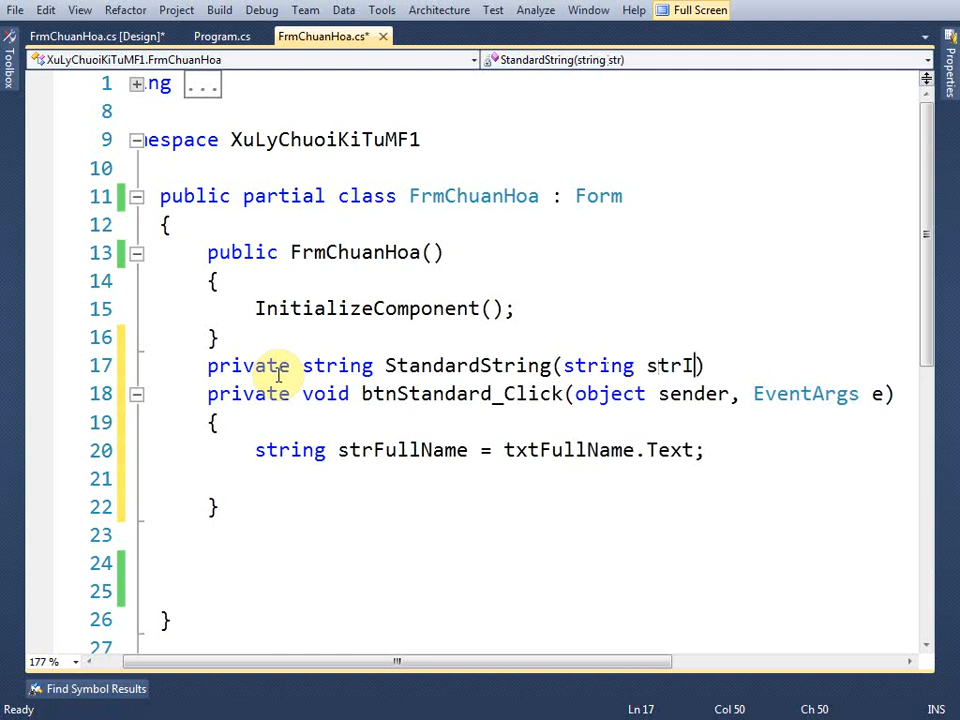 File Edit View Refactor Project Build Debug Team Data Tools Architecture Test Analyze Window Help Full Screen
FrmChuanHoa.cs [Design]* Program.cs FrmChuanHoa.cs*
XuLyChuoiKiTuMF1.FrmChuanHoa StandardString(string str)
Toolbox
Properties
1 ng ...
8
9 espace XuLyChuoiKiTuMF1
10
11 public partial class FrmChuanHoa : Form
12 {
13 public FrmChuanHoa()
14 {
15 InitializeComponent();
16 }
17 private string StandardString(string strI)
18 private void btnStandard_Click(object sender, EventArgs e)
19 {
20 string strFullName = txtFullName.Text;
21
22 }
23
24
25
26 }
27
177 %
Find Symbol Results
Ready Ln 17 Col 50 Ch 50 INS